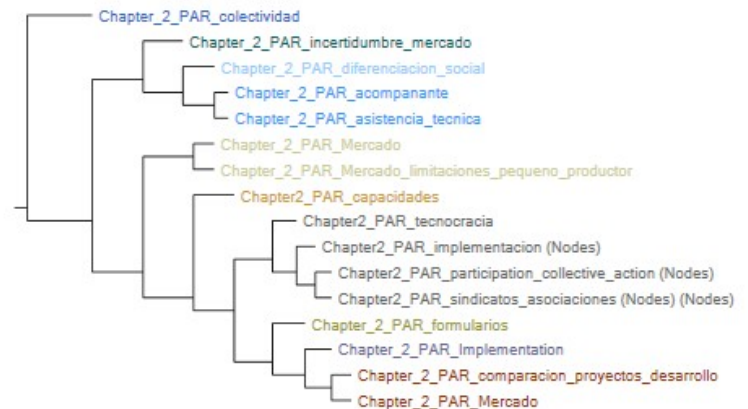 Chapter_2_PAR_colectividad
Chapter_2_PAR_incertidumbre_mercado
Chapter_2_PAR_diferenciacion_social
Chapter_2_PAR_acompanante
Chapter_2_PAR_asistencia_tecnica
Chapter_2_PAR_Mercado
Chapter_2_PAR_Mercado_limitaciones_pequeno_productor
Chapter2_PAR_capacidades
Chapter2_PAR_tecnocracia
Chapter2_PAR_implementacion (Nodes)
Chapter2_PAR_participation_collective_action (Nodes)
Chapter2_PAR_sindicatos_asociaciones (Nodes) (Nodes)
Chapter_2_PAR_formularios
Chapter_2_PAR_Implementation
Chapter_2_PAR_comparacion_proyectos_desarrollo
Chapter_2_PAR_Mercado